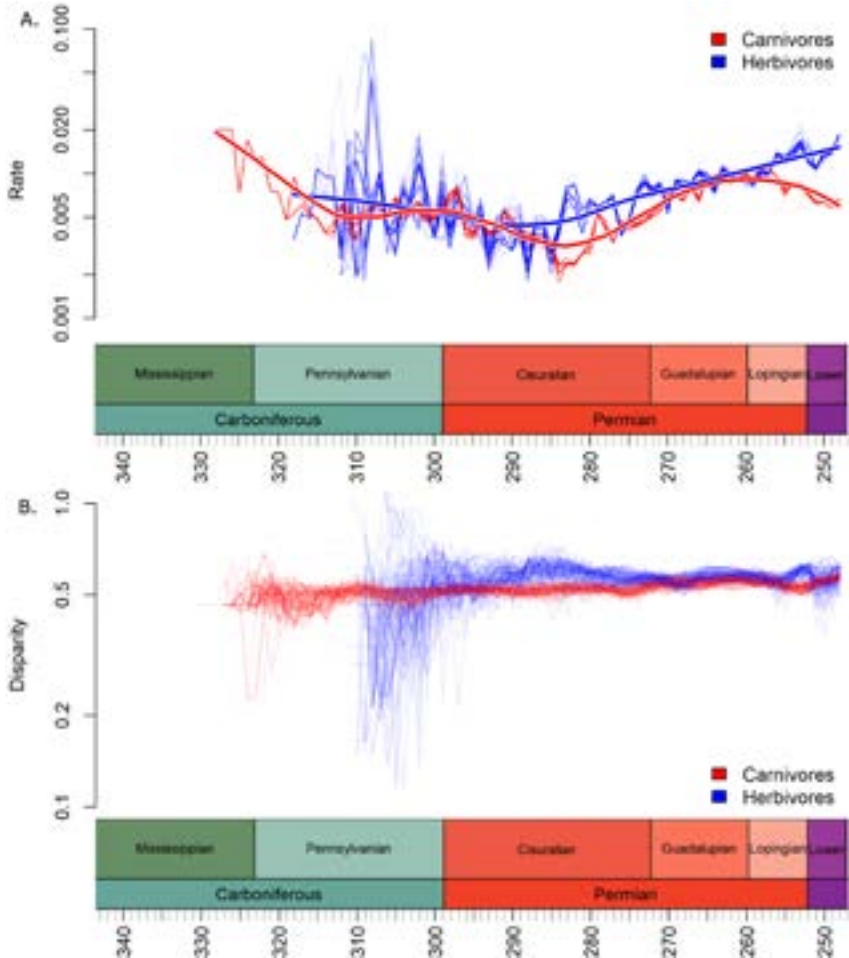 A.
0.100
0.020
0.005
0.001
Rate
Carnivores
Herbivores
Mississippian
Pennsylvanian
Cisuralian
Guadalupian
Lopingian
Lower
Carboniferous
Permian
340
330
320
310
300
290
280
270
260
250
B.
1.0
0.5
0.2
0.1
Disparity
Carnivores
Herbivores
Mississippian
Pennsylvanian
Cisuralian
Guadalupian
Lopingian
Lower
Carboniferous
Permian
340
330
320
310
300
290
280
270
260
250